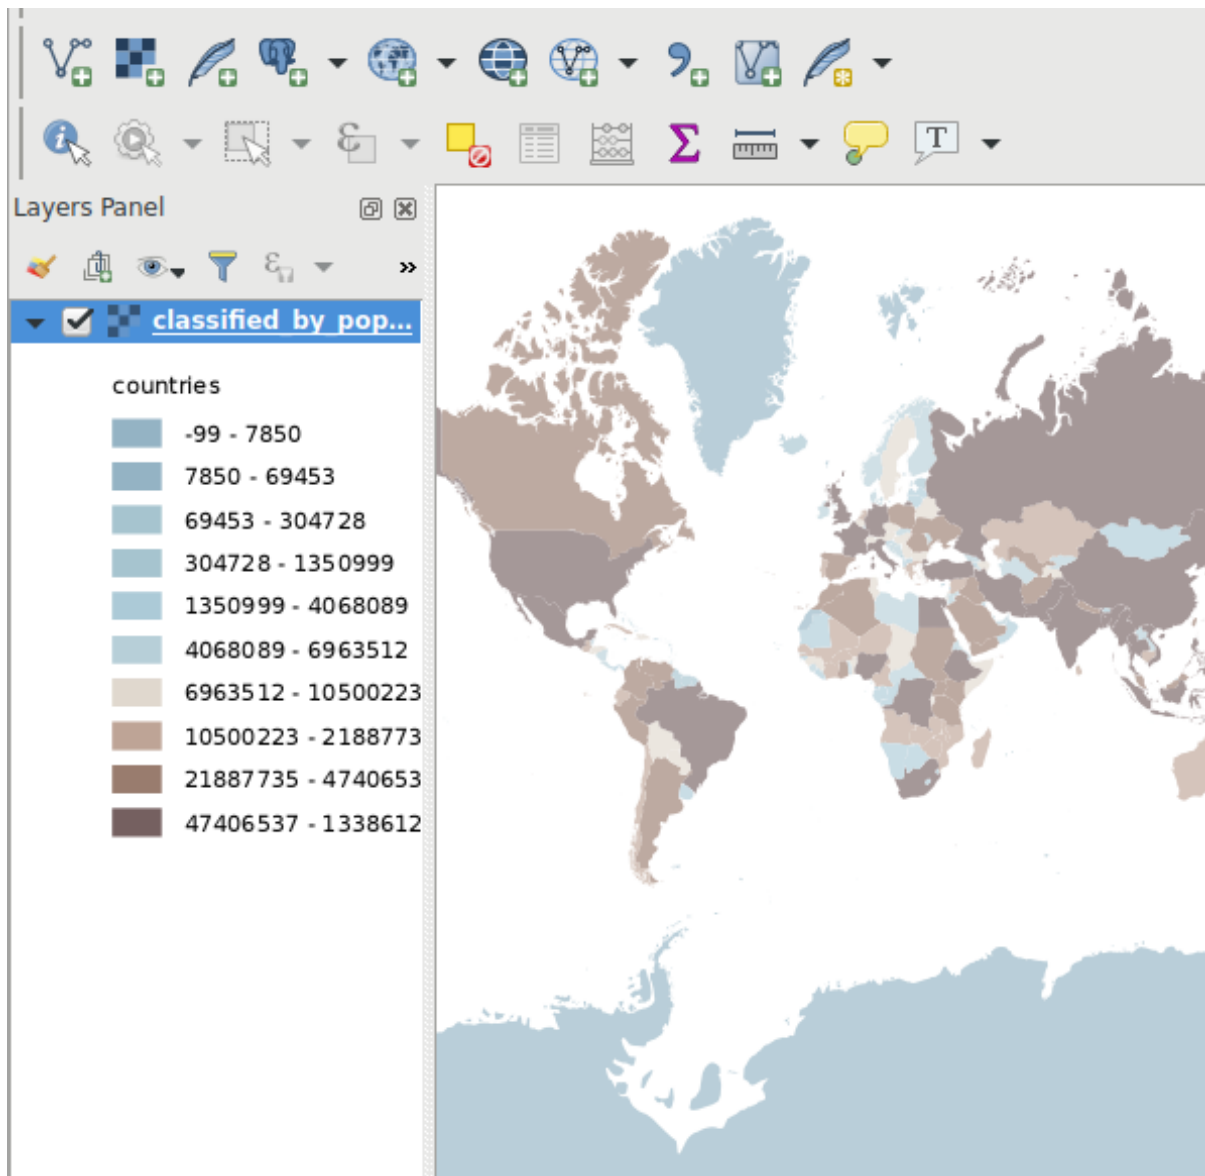 T
Layers Panel
classified_by_pop...
countries
-99 - 7850
7850 - 69453
69453 - 304728
304728 - 1350999
1350999 - 4068089
4068089 - 6963512
6963512 - 10500223
10500223 - 2188773
21887735 - 4740653
47406537 - 1338612